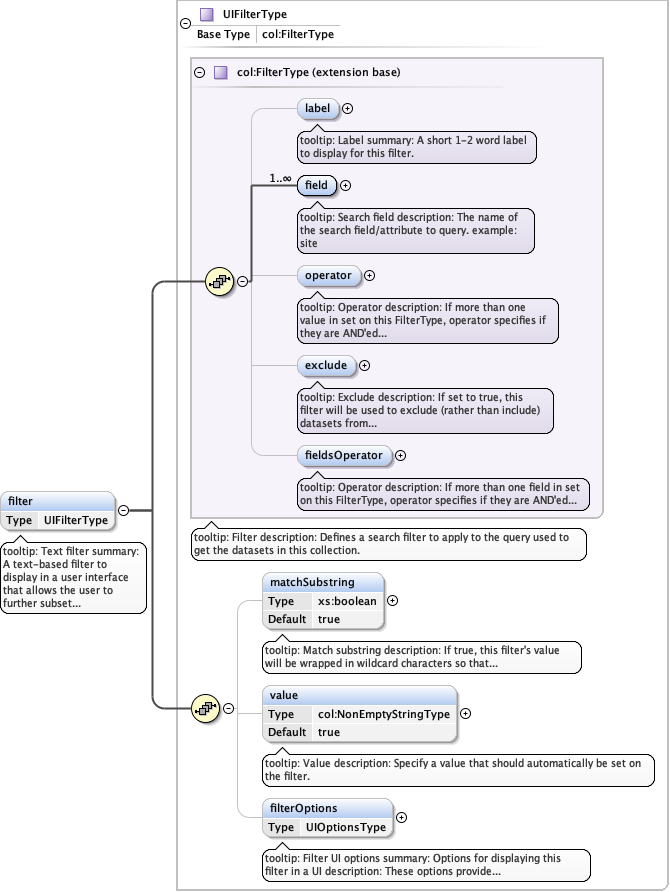 UIFilterType
Base Type col:FilterType
col:FilterType (extension base)
label
tooltip: Label summary: A short 1-2 word label
to display for this filter.
1..∞
field
tooltip: Search field description: The name of
the search field/attribute to query. example:
site
operator
tooltip: Operator description: If more than one
value in set on this FilterType, operator specifies if
they are AND'ed...
exclude
tooltip: Exclude description: If set to true, this
filter will be used to exclude (rather than include)
datasets from...
fieldsOperator
tooltip: Operator description: If more than one field in set
on this FilterType, operator specifies if they are AND'ed...
filter
Type UIFilterType
tooltip: Text filter summary:
A text-based filter to
display in a user interface
that allows the user to
further subset...
tooltip: Filter description: Defines a search filter to apply to the query used to
get the datasets in this collection.
matchSubstring
Type xs:boolean
Default true
tooltip: Match substring description: If true, this filter's value
will be wrapped in wildcard characters so that...
value
Type col:NonEmptyStringType
Default true
tooltip: Value description: Specify a value that should automatically be set on
the filter.
filterOptions
Type UIOptionsType
tooltip: Filter UI options summary: Options for displaying this
filter in a UI description: These options provide...